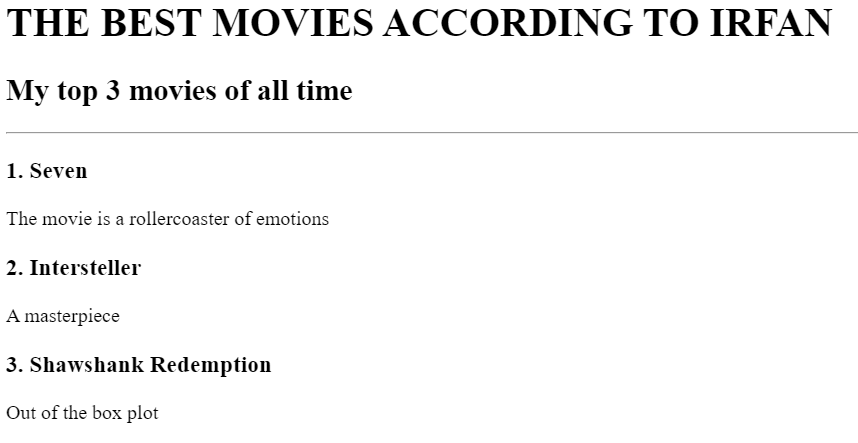 THE BEST MOVIES ACCORDING TO IRFAN
My top 3 movies of all time
1. Seven
The movie is a rollercoaster of emotions
2. Intersteller
A masterpiece
3. Shawshank Redemption
Out of the box plot